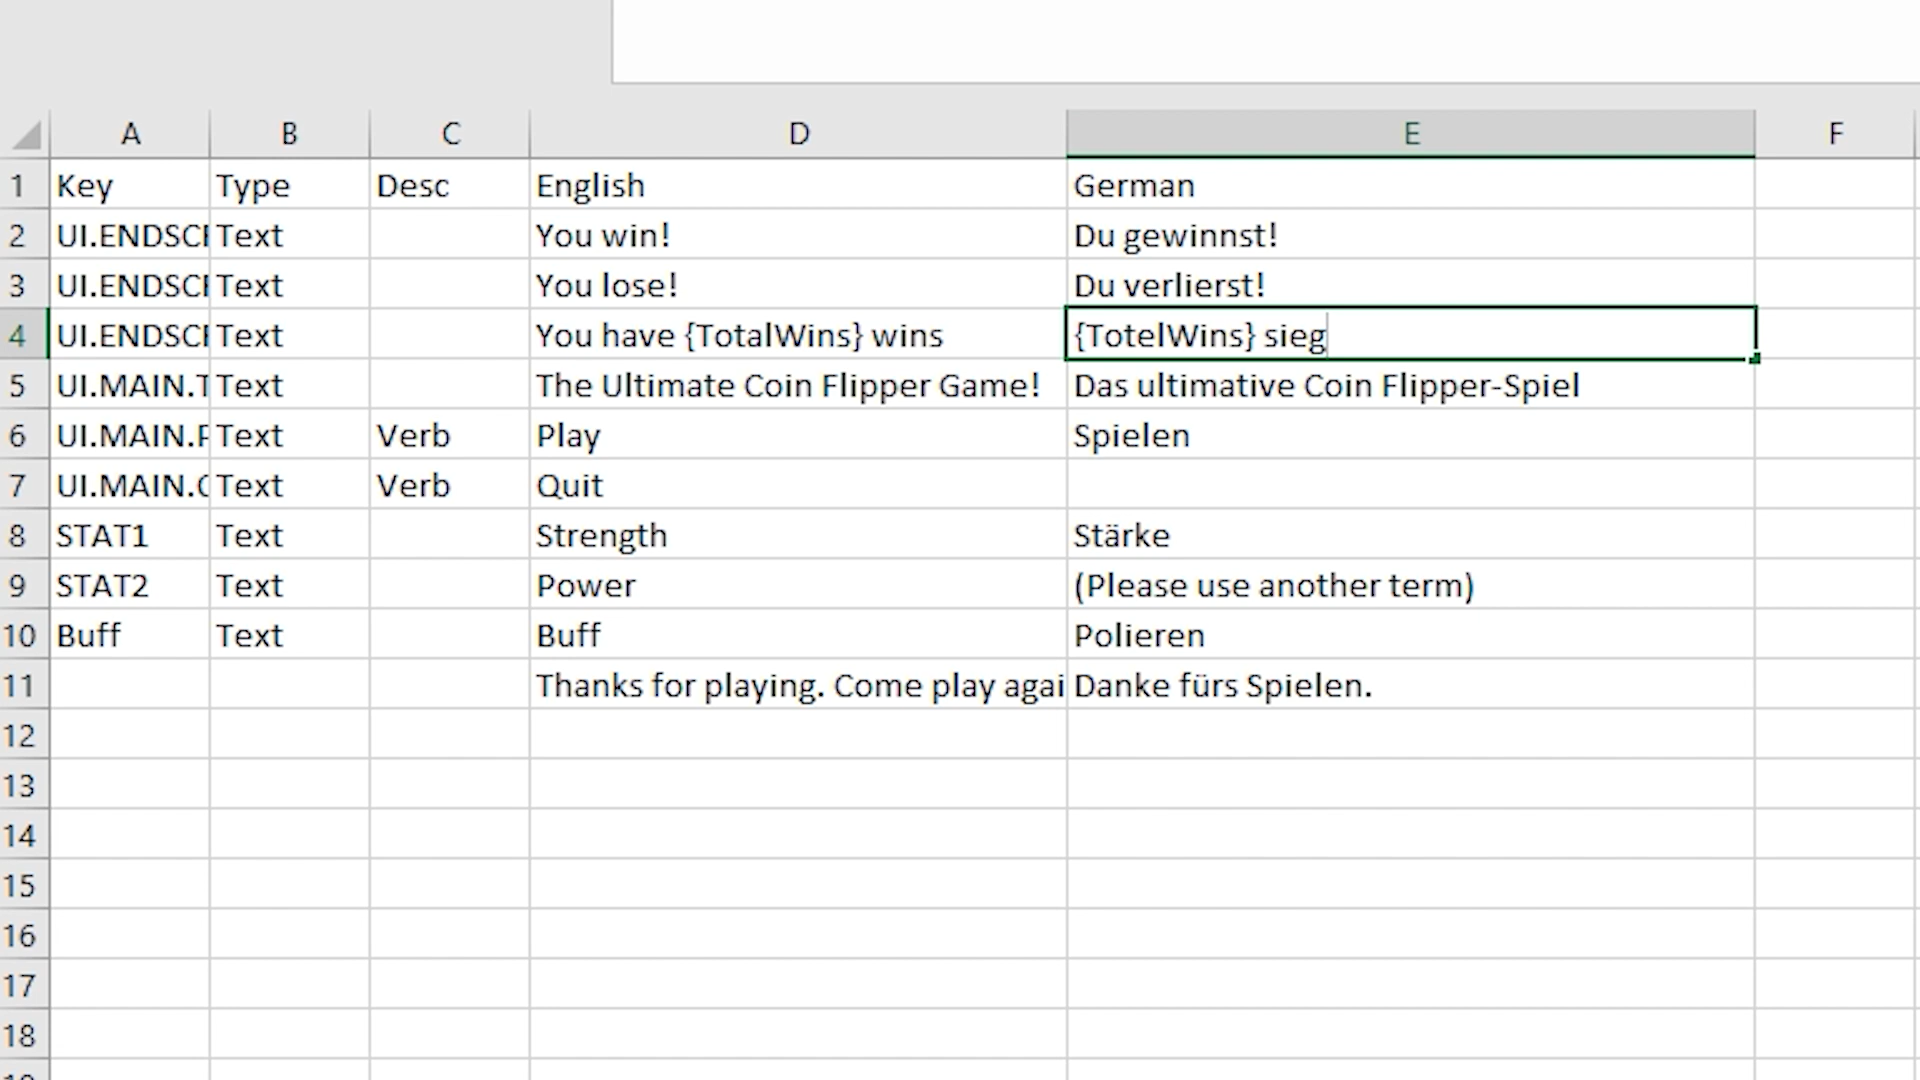 A B C D E F
1 Key Type Desc English German
2 UI.ENDSC Text You win! Du gewinnst!
3 UI.ENDSC Text You lose! Du verlierst!
4 UI.ENDSC Text You have {TotalWins} wins {TotelWins} sieg
5 UI.MAIN.T Text The Ultimate Coin Flipper Game! Das ultimative Coin Flipper-Spiel
6 UI.MAIN. Text Verb Play Spielen
7 UI.MAIN. Text Verb Quit
8 STAT1 Text Strength Stärke
9 STAT2 Text Power (Please use another term)
10 Buff Text Buff Polieren
11 Thanks for playing. Come play agai Danke fürs Spielen.
12
13
14
15
16
17
18